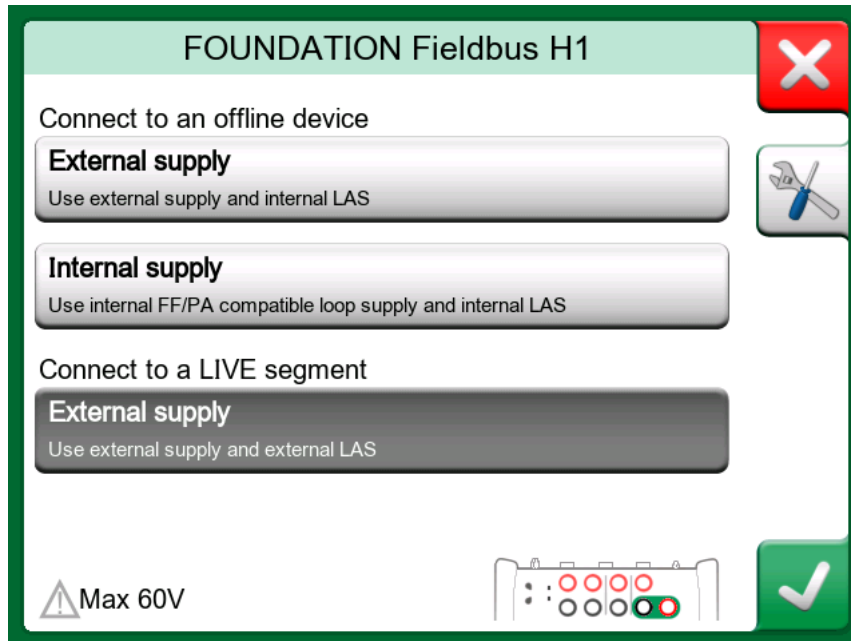 FOUNDATION Fieldbus H1
Connect to an offline device
External supply
Use external supply and internal LAS
Internal supply
Use internal FF/PA compatible loop supply and internal LAS
Connect to a LIVE segment
External supply
Use external supply and external LAS
Max 60V